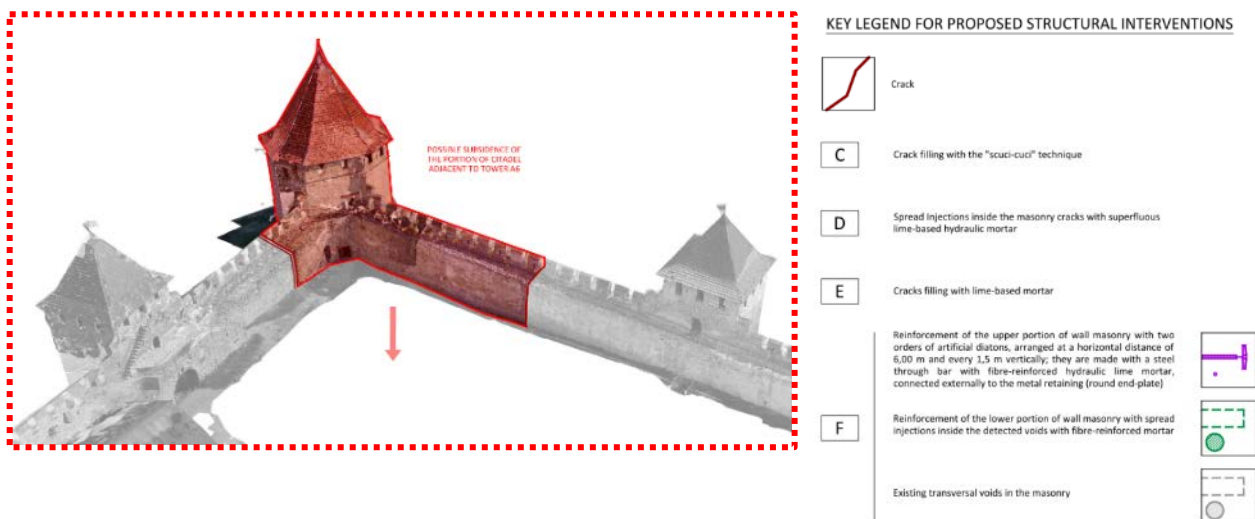 POSSIBLE SUBSIDENCE OF
THE PORTION OF CITADEL
ADJACENT TO TOWER A6
KEY LEGEND FOR PROPOSED STRUCTURAL INTERVENTIONS
Crack
C
Crack filling with the "scuci-cuci" technique
D
Spread Injections inside the masonry cracks with superfluous
lime-based hydraulic mortar
E
Cracks filling with lime-based mortar
Reinforcement of the upper portion of wall masonry with two
orders of artificial diatons, arranged at a horizontal distance of
6,00 m and every 1,5 m vertically; they are made with a steel
through bar with fibre-reinforced hydraulic lime mortar,
connected externally to the metal retaining (round end-plate)
F
Reinforcement of the lower portion of wall masonry with spread
injections inside the detected voids with fibre-reinforced mortar
Existing transversal voids in the masonry